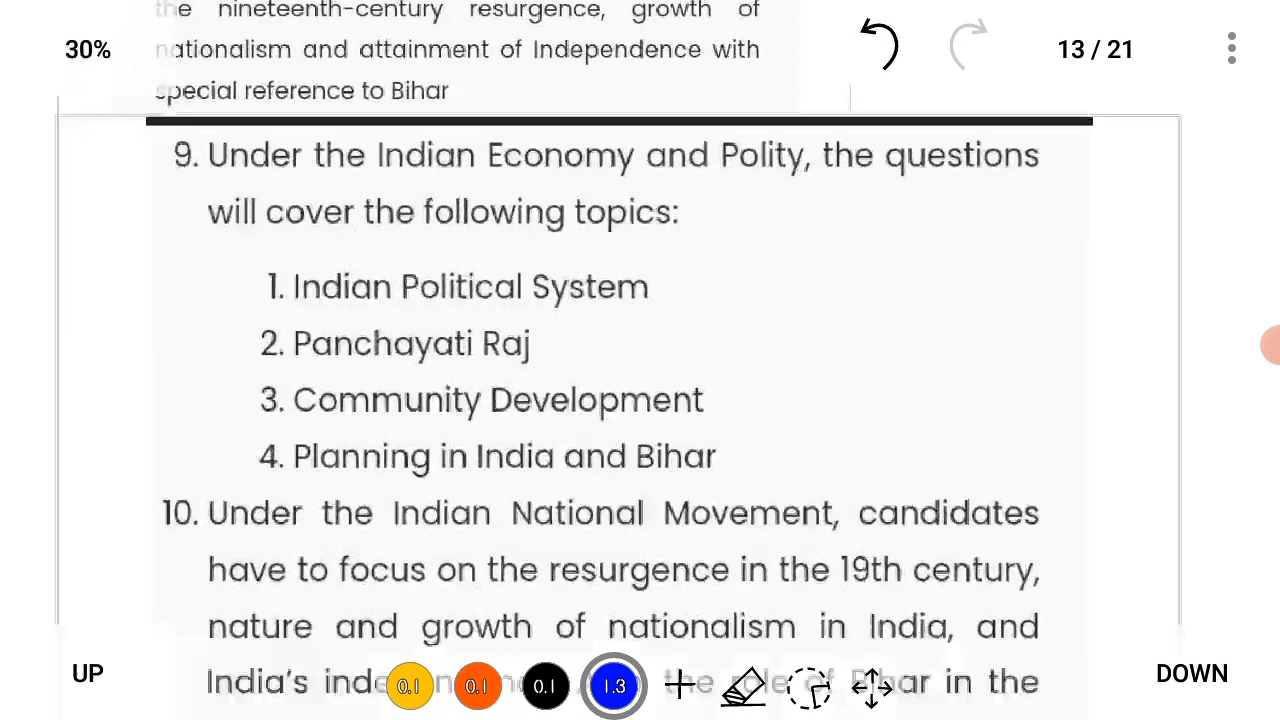 the nineteenth-century resurgence, growth of
30%
13 / 21
nationalism and attainment of Independence with
special reference to Bihar
9. Under the Indian Economy and Polity, the questions
will cover the following topics:
1. Indian Political System
2. Panchayati Raj
3. Community Development
4. Planning in India and Bihar
10. Under the Indian National Movement, candidates
have to focus on the resurgence in the 19th century,
nature and growth of nationalism in India, and
UP
India's the role of Bihar in the
DOWN
0.1 0.1 0.1 1.3